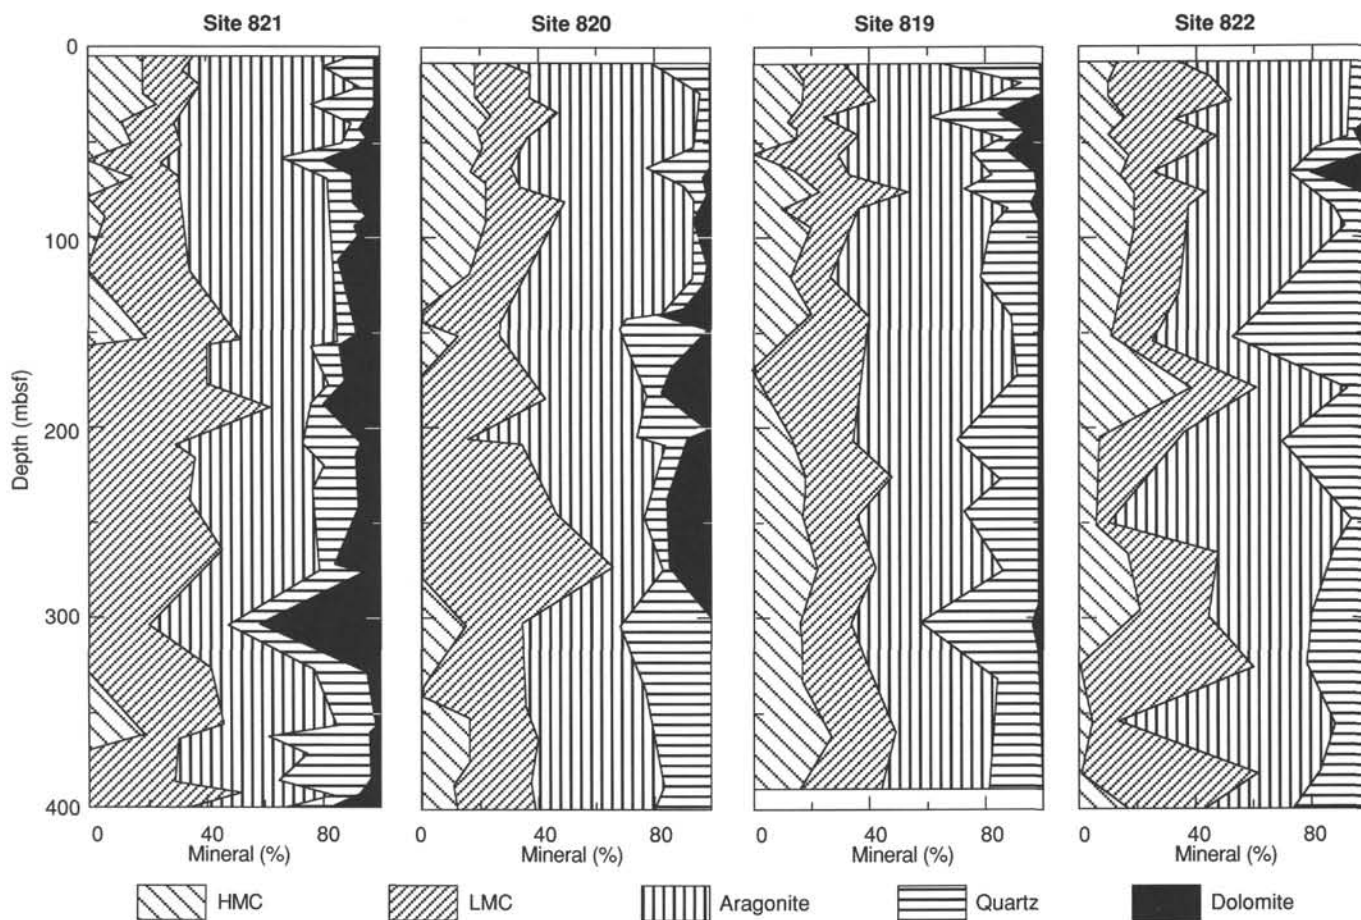 Site 821 Site 820 Site 819 Site 822
0
100
200
300
400
Depth (mbsf)
0 40 80 0 40 80 0 40 80 0 40 80
Mineral (%) Mineral (%) Mineral (%) Mineral (%)
HMC LMC Aragonite Quartz Dolomite